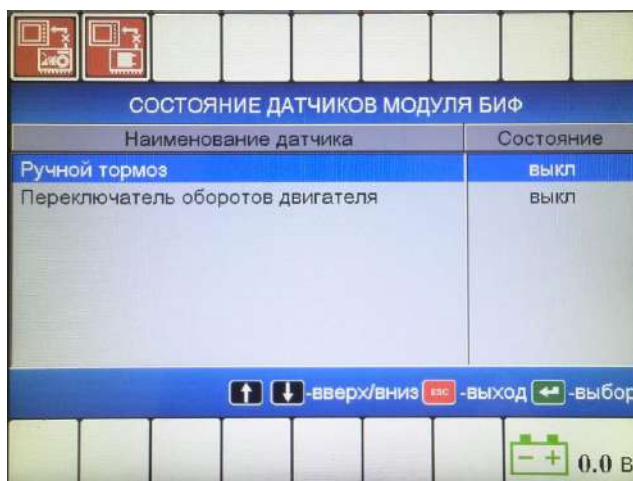 СОСТОЯНИЕ ДАТЧИКОВ МОДУЛЯ БИФ
Наименование датчика Состояние
Ручной тормоз выкл
Переключатель оборотов двигателя выкл
-вверх/вниз ESC -выход -выбор
- + 0.0 В